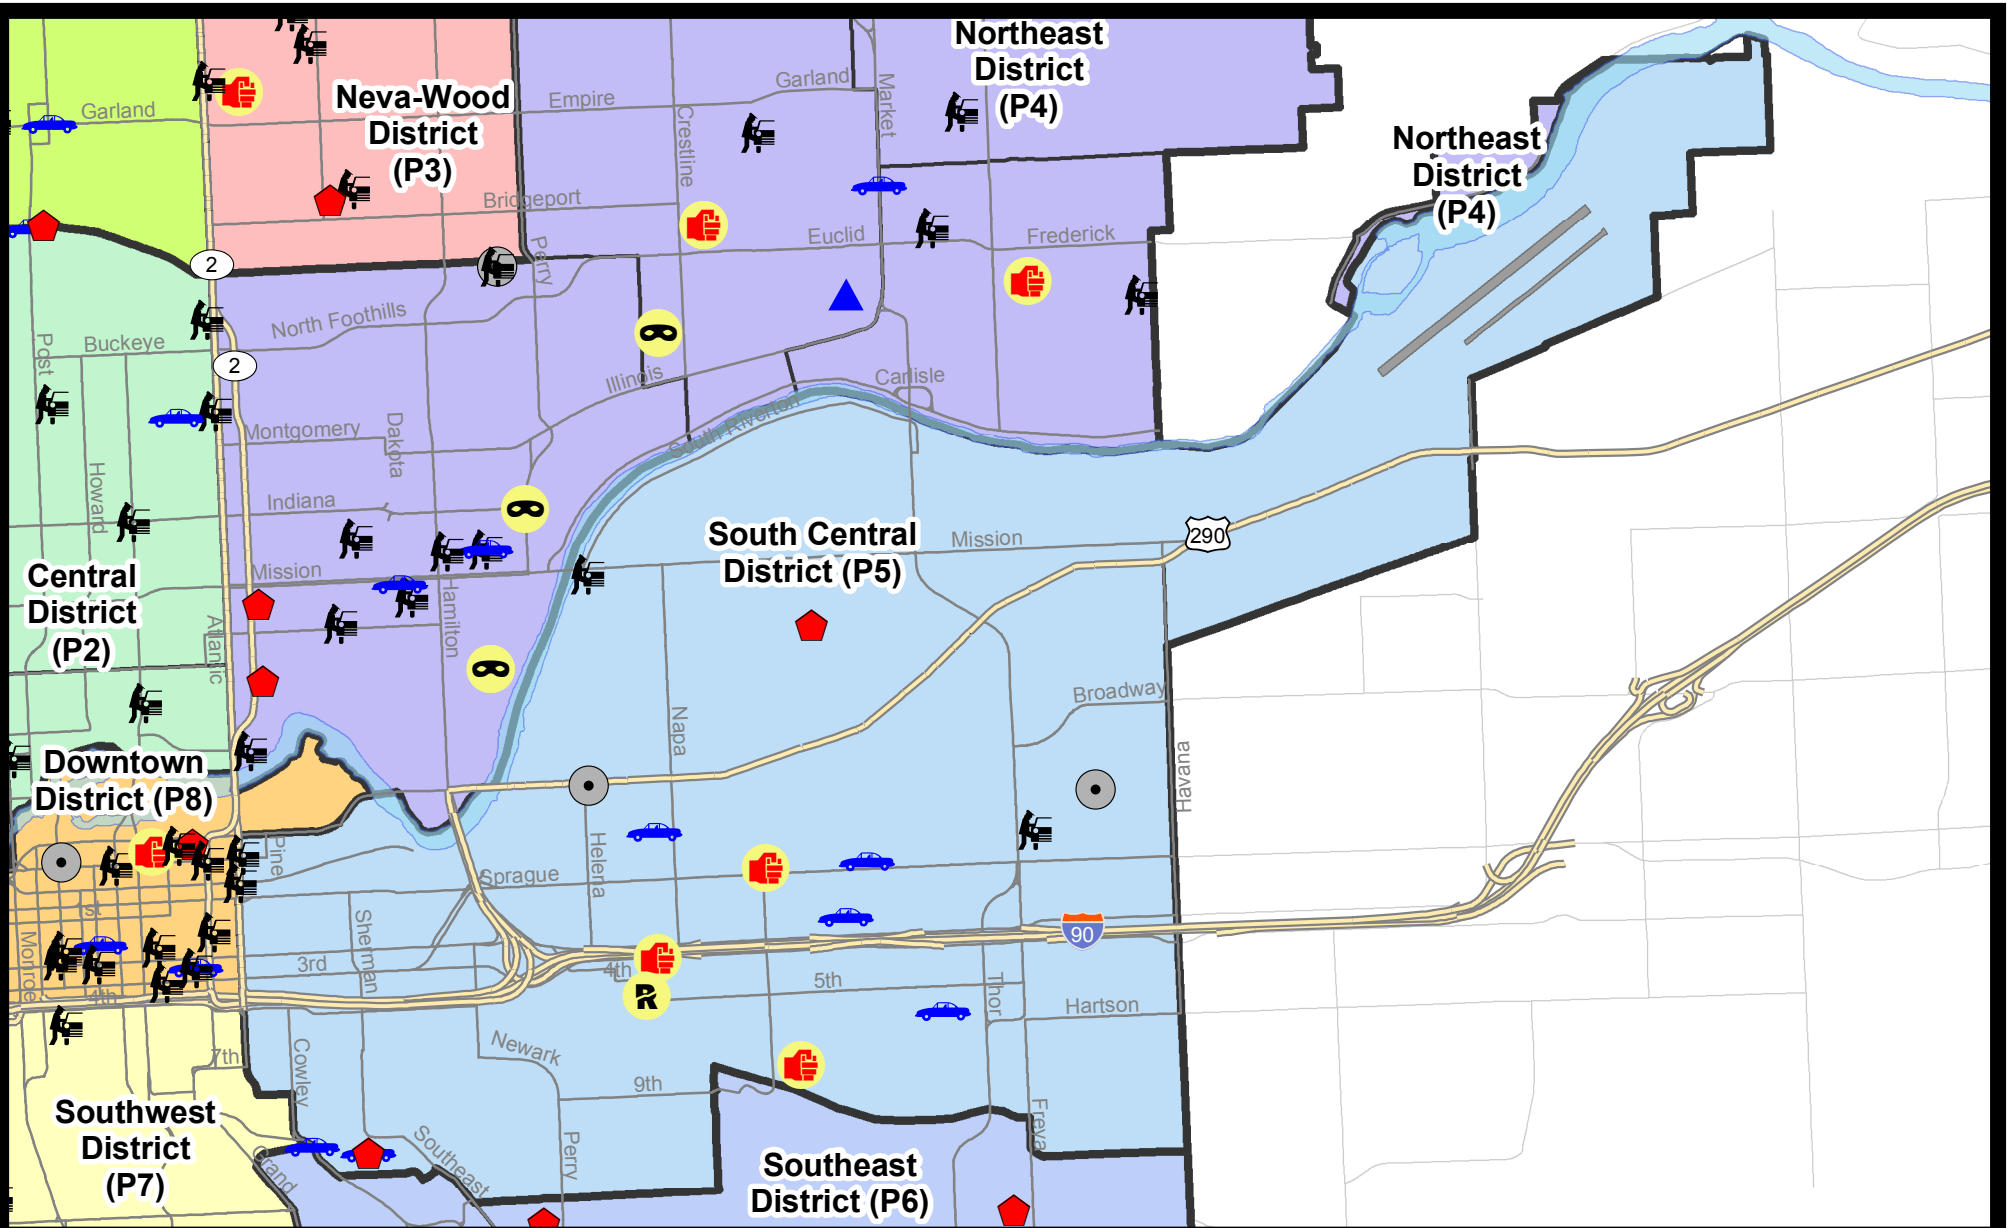 Northeast
District
(P4)
Neva-Wood
District
(P3)
Northeast
District
(P4)
Garland
Empire
Garland
Market
Crestline
Bridgeport
Euclid
Frederick
Perry
2
North Foothills
Buckeye
Post
2
Illinois
Carlisle
South Riverton
Montgomery
Dakota
Howard
Indiana
South Central
District (P5)
Mission
290
Mission
Hamilton
Central
District
(P2)
Atlantic
Broadway
Napa
Havana
Downtown
District (P8)
Pine
Helena
Sprague
1st
Sherman
Monroe
90
3rd
4th
5th
4th
Thor
Hartson
R
Newark
7th
Cowley
9th
Freya
Southwest
District
(P7)
Grand
Southeast
Perry
Southeast
District (P6)